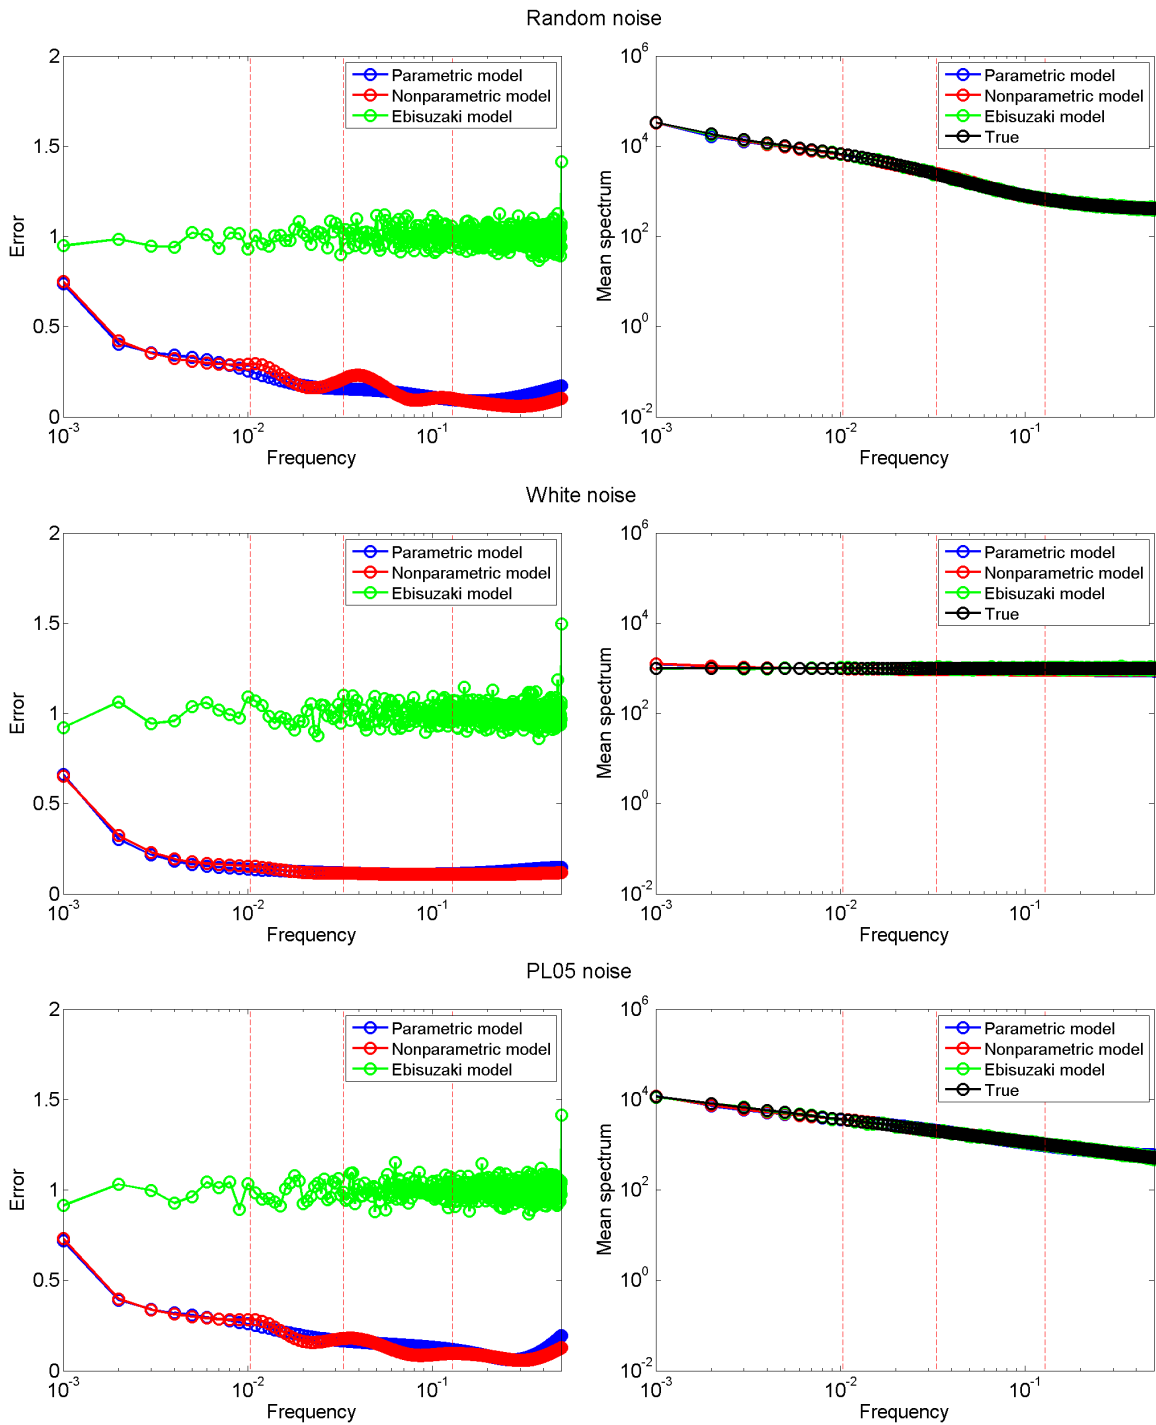 Random noise
2
1.5
1
0.5
0
Error
10^-3
10^-2
10^-1
Frequency
Parametric model
Nonparametric model
Ebisuzaki model
10^6
10^4
10^2
10^0
10^-2
Mean spectrum
10^-3
10^-2
10^-1
Frequency
Parametric model
Nonparametric model
Ebisuzaki model
True
White noise
2
1.5
1
0.5
0
Error
10^-3
10^-2
10^-1
Frequency
Parametric model
Nonparametric model
Ebisuzaki model
10^6
10^4
10^2
10^0
10^-2
Mean spectrum
10^-3
10^-2
10^-1
Frequency
Parametric model
Nonparametric model
Ebisuzaki model
True
PL05 noise
2
1.5
1
0.5
0
Error
10^-3
10^-2
10^-1
Frequency
Parametric model
Nonparametric model
Ebisuzaki model
10^6
10^4
10^2
10^0
10^-2
Mean spectrum
10^-3
10^-2
10^-1
Frequency
Parametric model
Nonparametric model
Ebisuzaki model
True